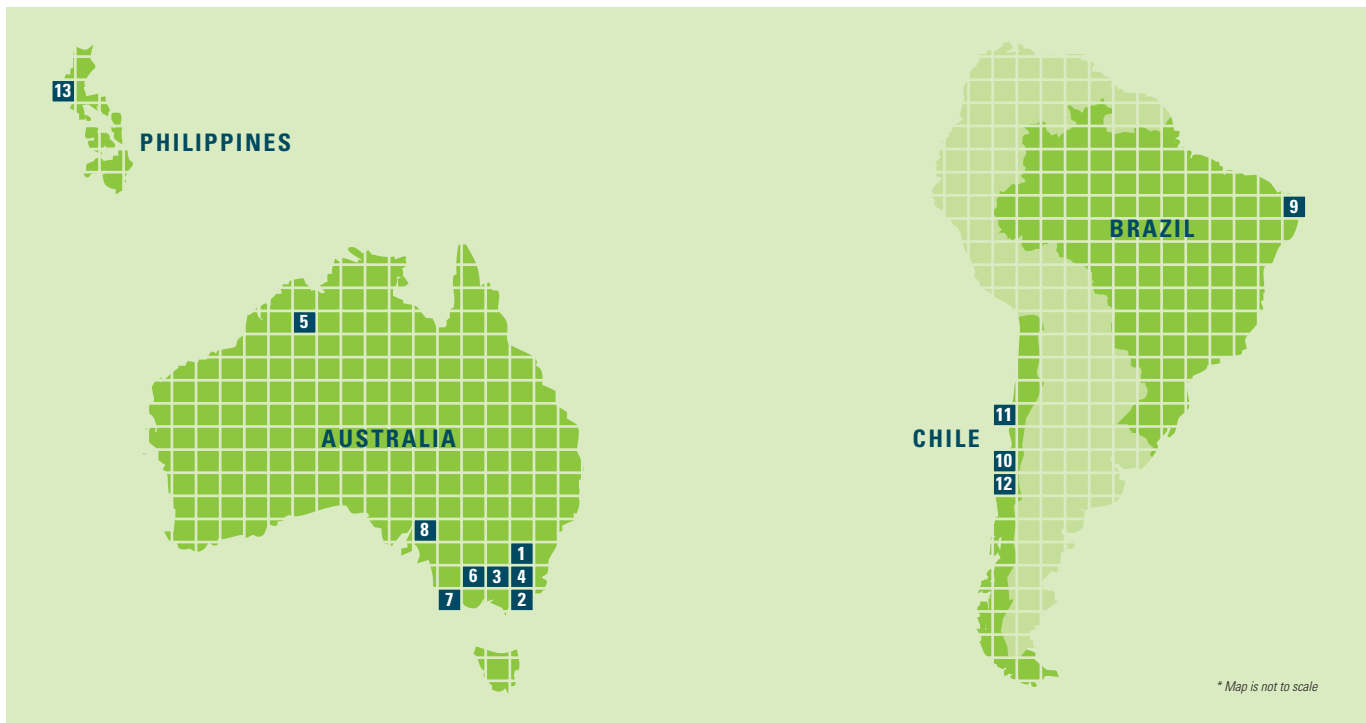 13
PHILIPPINES
9
BRAZIL
5
11
AUSTRALIA
CHILE
10
12
8
1
6 3 4
7 2
* Map is not to scale